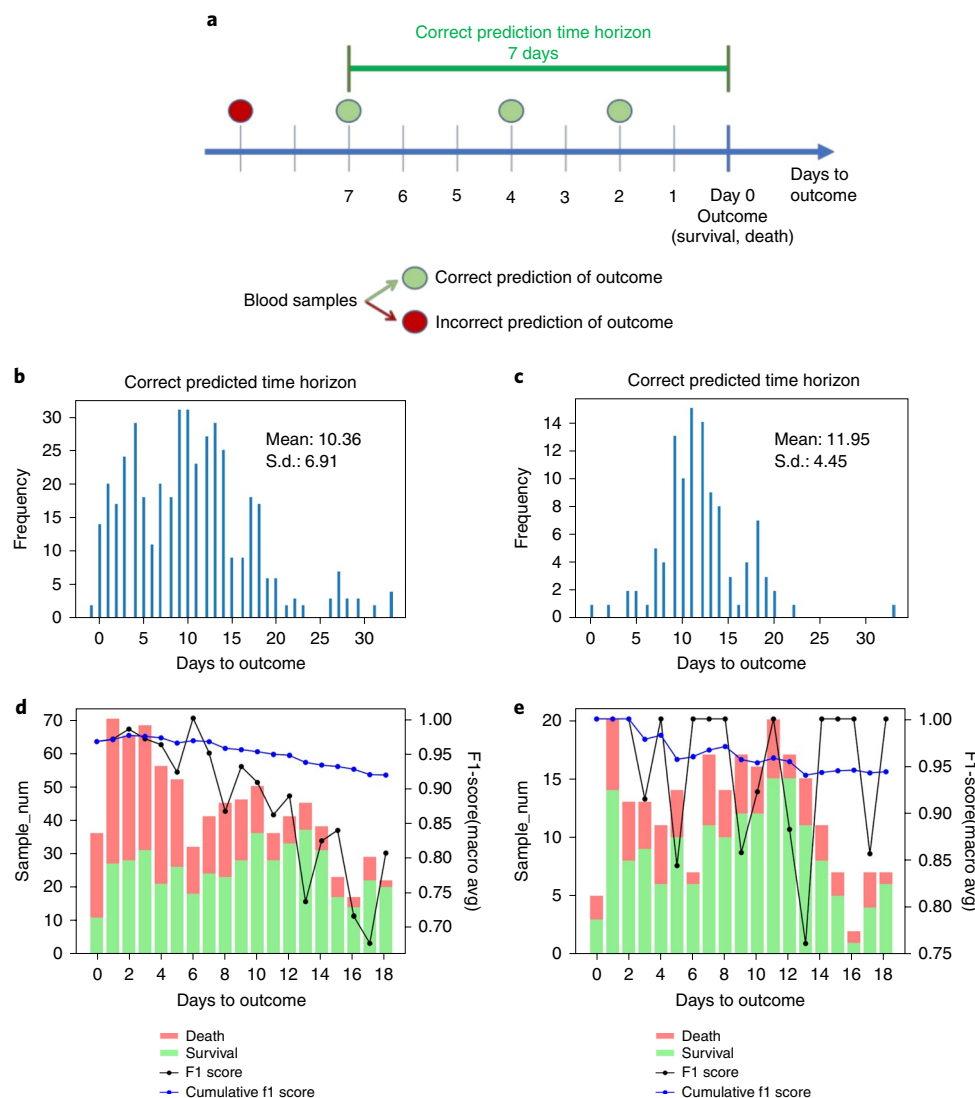 a
Correct prediction time horizon
7 days
7 6 5 4 3 2 1 Day 0
Outcome
(survival, death)
Days to
outcome
Blood samples
Correct prediction of outcome
Incorrect prediction of outcome
b
Correct predicted time horizon
Mean: 10.36
S.d.: 6.91
Frequency
30
25
20
15
10
5
0
0 5 10 15 20 25 30
Days to outcome
c
Correct predicted time horizon
Mean: 11.95
S.d.: 4.45
Frequency
14
12
10
8
6
4
2
0
0 5 10 15 20 25 30
Days to outcome
d
Sample_num
70
60
50
40
30
20
10
0
1.00
0.95
0.90
0.85
0.80
0.75
0.70
F1-score(macro avg)
0 2 4 6 8 10 12 14 16 18
Days to outcome
Death
Survival
F1 score
Cumulative f1 score
e
Sample_num
20
15
10
5
0
1.00
0.95
0.90
0.85
0.80
0.75
F1-score(macro avg)
0 2 4 6 8 10 12 14 16 18
Days to outcome
Death
Survival
F1 score
Cumulative f1 score